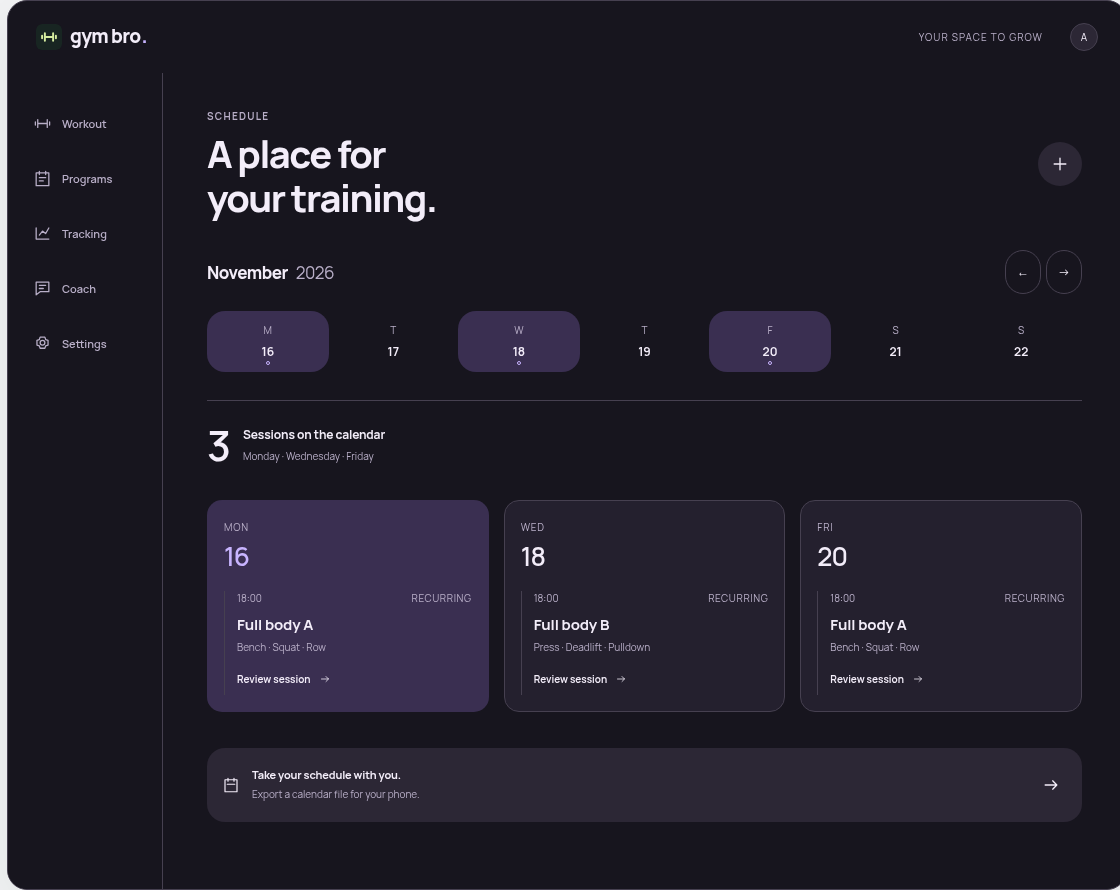 gym bro.
YOUR SPACE TO GROW
A
Workout
Programs
Tracking
Coach
Settings
SCHEDULE
A place for
your training.
+
November 2026
← →
M T W T F S S
16 17 18 19 20 21 22
3
Sessions on the calendar
Monday · Wednesday · Friday
MON
16
18:00 RECURRING
Full body A
Bench · Squat · Row
Review session →
WED
18
18:00 RECURRING
Full body B
Press · Deadlift · Pulldown
Review session →
FRI
20
18:00 RECURRING
Full body A
Bench · Squat · Row
Review session →
Take your schedule with you.
Export a calendar file for your phone.
→